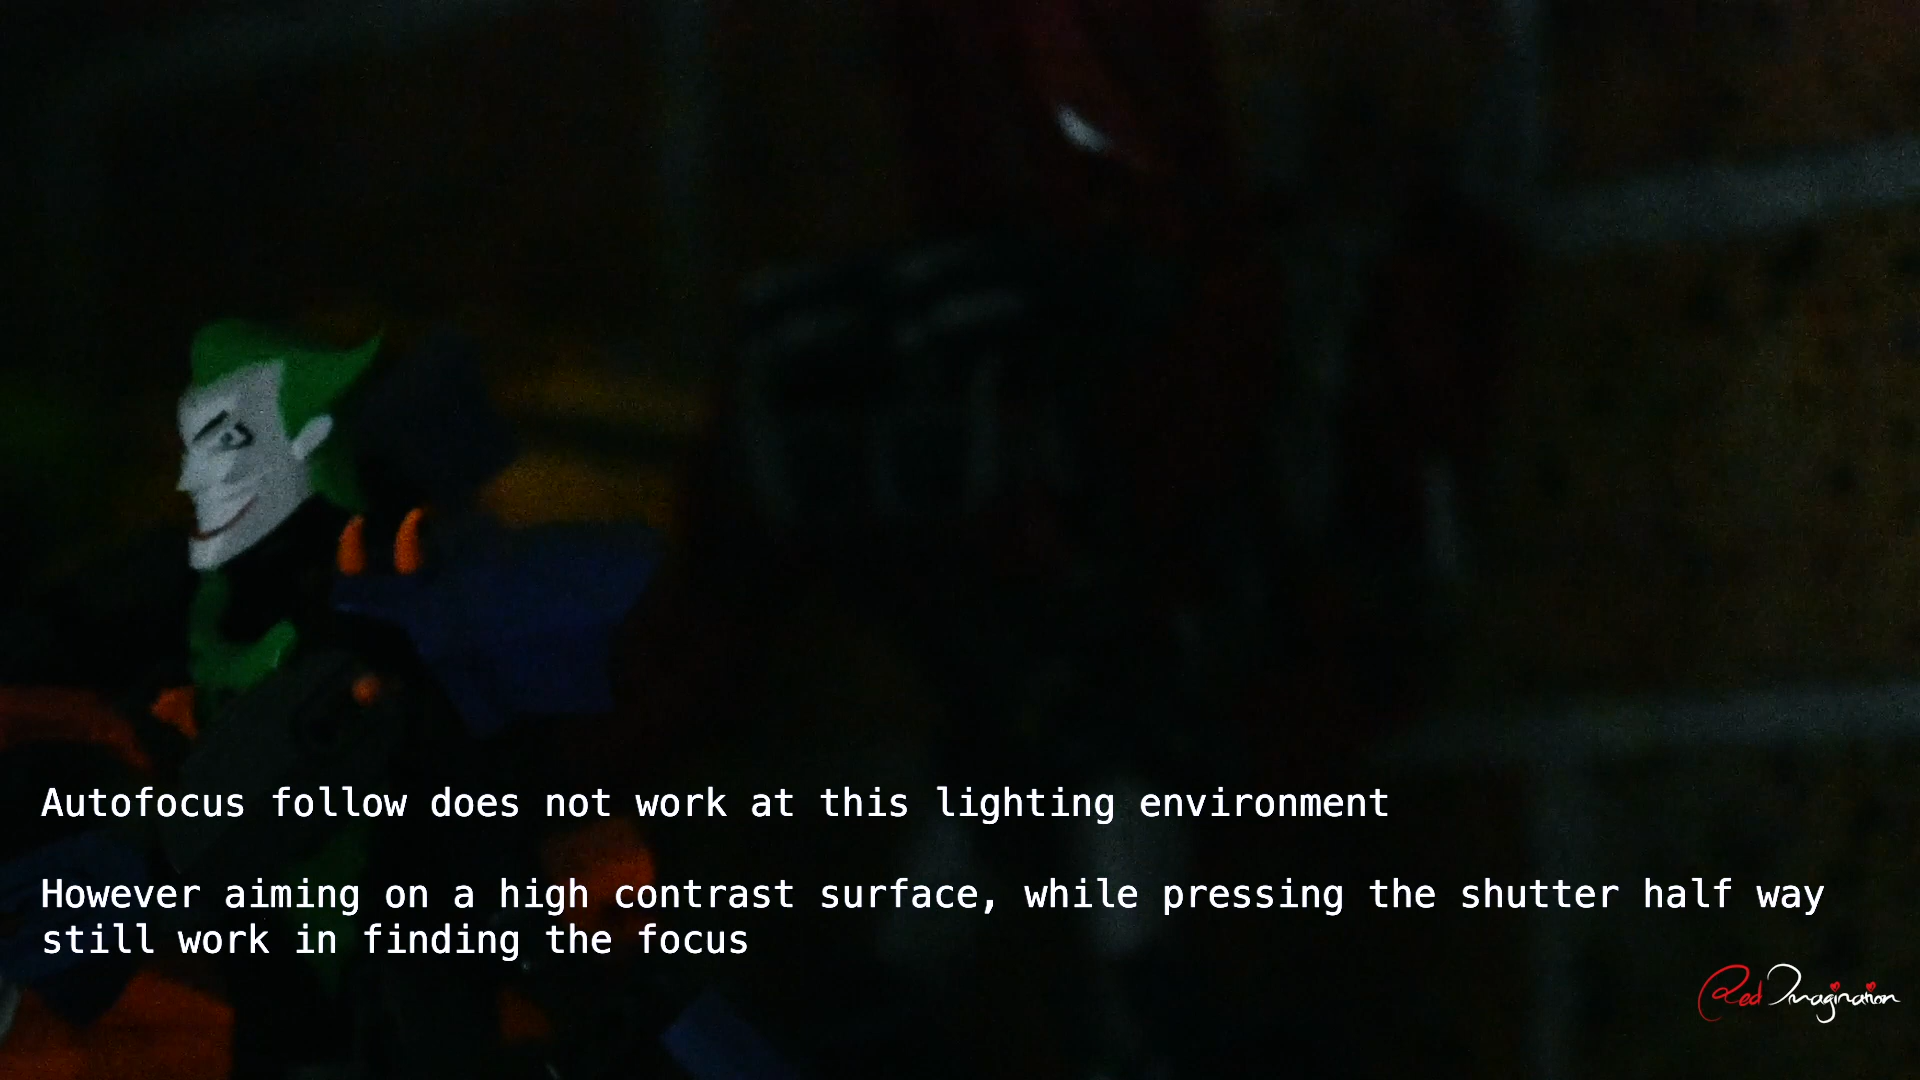 Autofocus follow does not work at this lighting environment
However aiming on a high contrast surface, while pressing the shutter half way
still work in finding the focus
Red Imagination